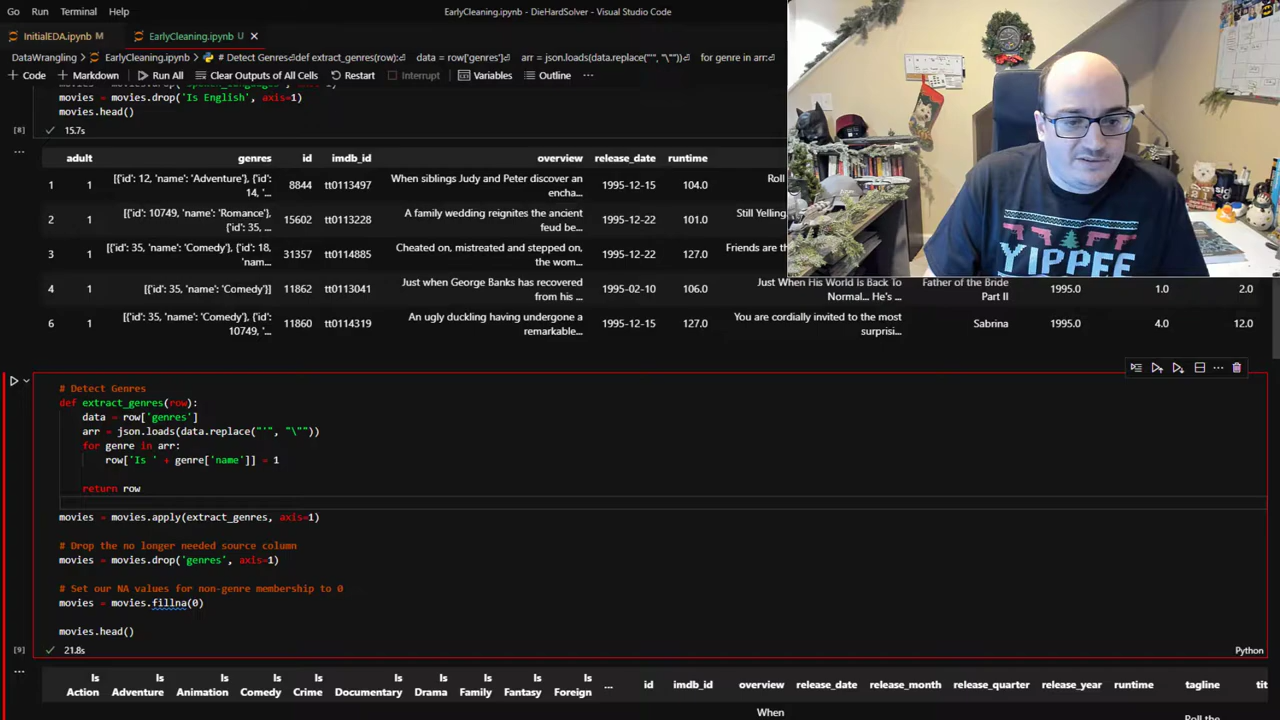 Go Run Terminal Help
EarlyCleaning.ipynb - DieHardSolver - Visual Studio Code
InitialEDA.ipynb M
EarlyCleaning.ipynb U
DataWrangling > EarlyCleaning.ipynb > # Detect Genres⏎def extract_genres(row):⏎ data = row['genres']⏎ arr = json.loads(data.replace("'", "\""))⏎ for genre in arr:⏎
+ Code + Markdown Run All Clear Outputs of All Cells Restart Interrupt Variables Outline ...
movies = movies.drop('Is English', axis=1)
movies.head()
[8] 15.7s
adult genres id imdb_id overview release_date runtime
1 1 [{'id': 12, 'name': 'Adventure'}, {'id': 14, '... 8844 tt0113497 When siblings Judy and Peter discover an encha... 1995-12-15 104.0 Roll
2 1 [{'id': 10749, 'name': 'Romance'}, {'id': 35, ... 15602 tt0113228 A family wedding reignites the ancient feud be... 1995-12-22 101.0 Still Yelling,
3 1 [{'id': 35, 'name': 'Comedy'}, {'id': 18, 'nam... 31357 tt0114885 Cheated on, mistreated and stepped on, the wom... 1995-12-22 127.0 Friends are th
4 1 [{'id': 35, 'name': 'Comedy'}] 11862 tt0113041 Just when George Banks has recovered from his ... 1995-02-10 106.0 Just When His World Is Back To Normal... He's ... Father of the Bride Part II 1995.0 1.0 2.0
6 1 [{'id': 35, 'name': 'Comedy'}, {'id': 10749, '... 11860 tt0114319 An ugly duckling having undergone a remarkable... 1995-12-15 127.0 You are cordially invited to the most surprisi... Sabrina 1995.0 4.0 12.0
YIPPEE
# Detect Genres
def extract_genres(row):
data = row['genres']
arr = json.loads(data.replace("'", "\""))
for genre in arr:
row['Is ' + genre['name']] = 1
return row
movies = movies.apply(extract_genres, axis=1)
# Drop the no longer needed source column
movies = movies.drop('genres', axis=1)
# Set our NA values for non-genre membership to 0
movies = movies.fillna(0)
movies.head()
[9] 21.8s Python
Is Action Is Adventure Is Animation Is Comedy Is Crime Is Documentary Is Drama Is Family Is Fantasy Is Foreign ... id imdb_id overview release_date release_month release_quarter release_year runtime tagline tit
When
Roll the